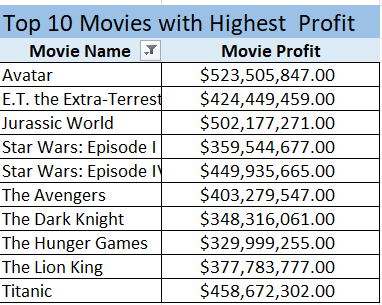 Top 10 Movies with Highest  Profit
Movie Name Movie Profit
Avatar $523,505,847.00
E.T. the Extra-Terrest $424,449,459.00
Jurassic World $502,177,271.00
Star Wars: Episode I $359,544,677.00
Star Wars: Episode IV $449,935,665.00
The Avengers $403,279,547.00
The Dark Knight $348,316,061.00
The Hunger Games $329,999,255.00
The Lion King $377,783,777.00
Titanic $458,672,302.00